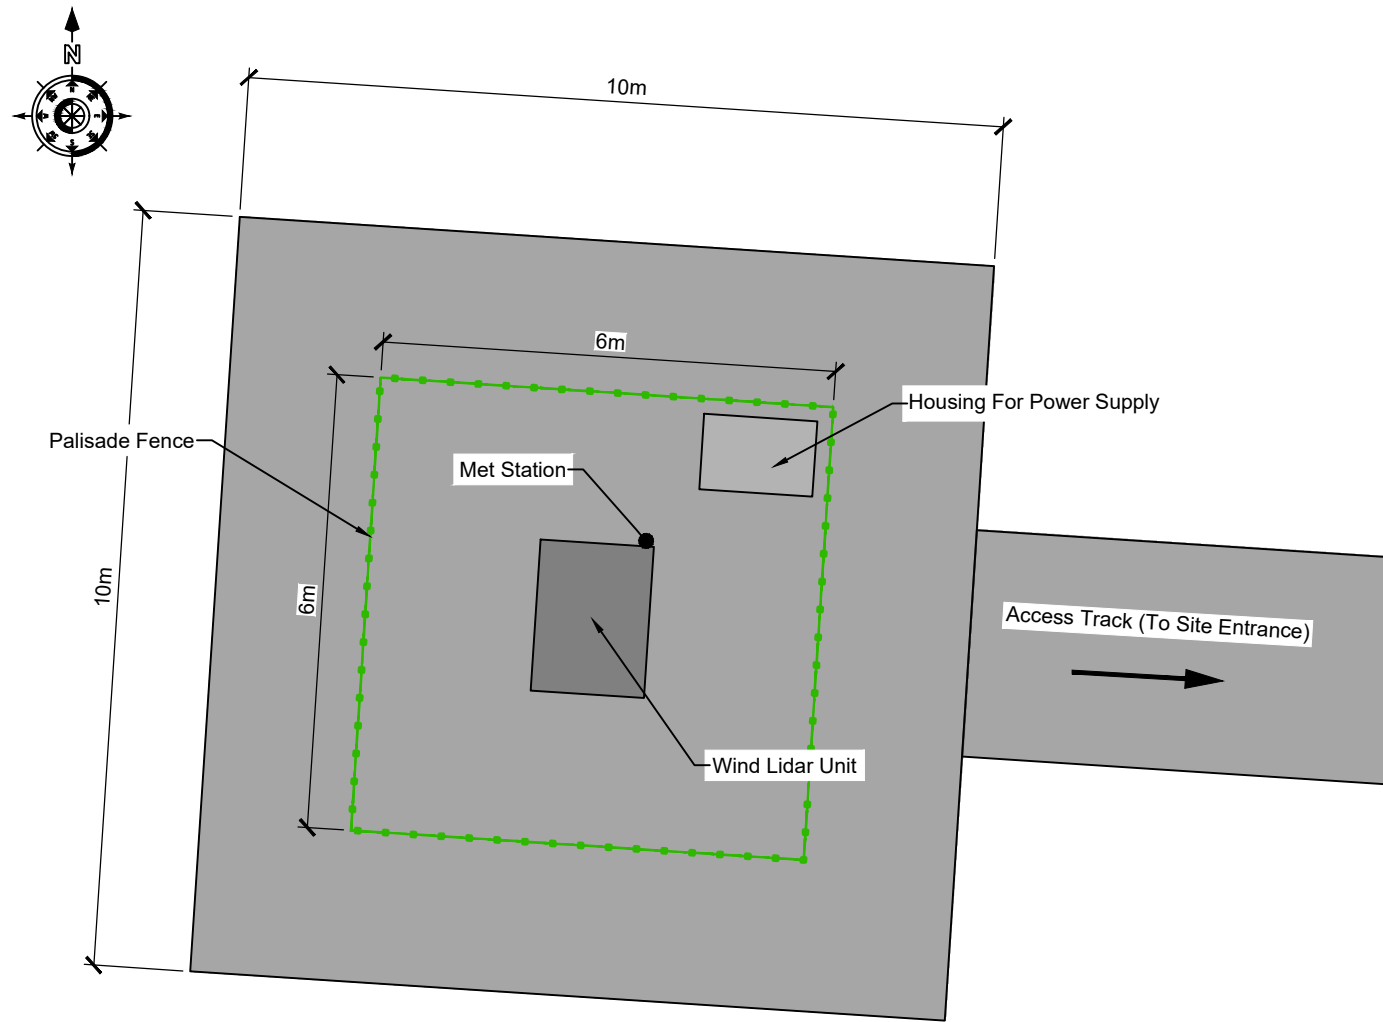 N
10m
6m
Housing For Power Supply
Palisade Fence
Met Station
10m
6m
Access Track (To Site Entrance)
Wind Lidar Unit